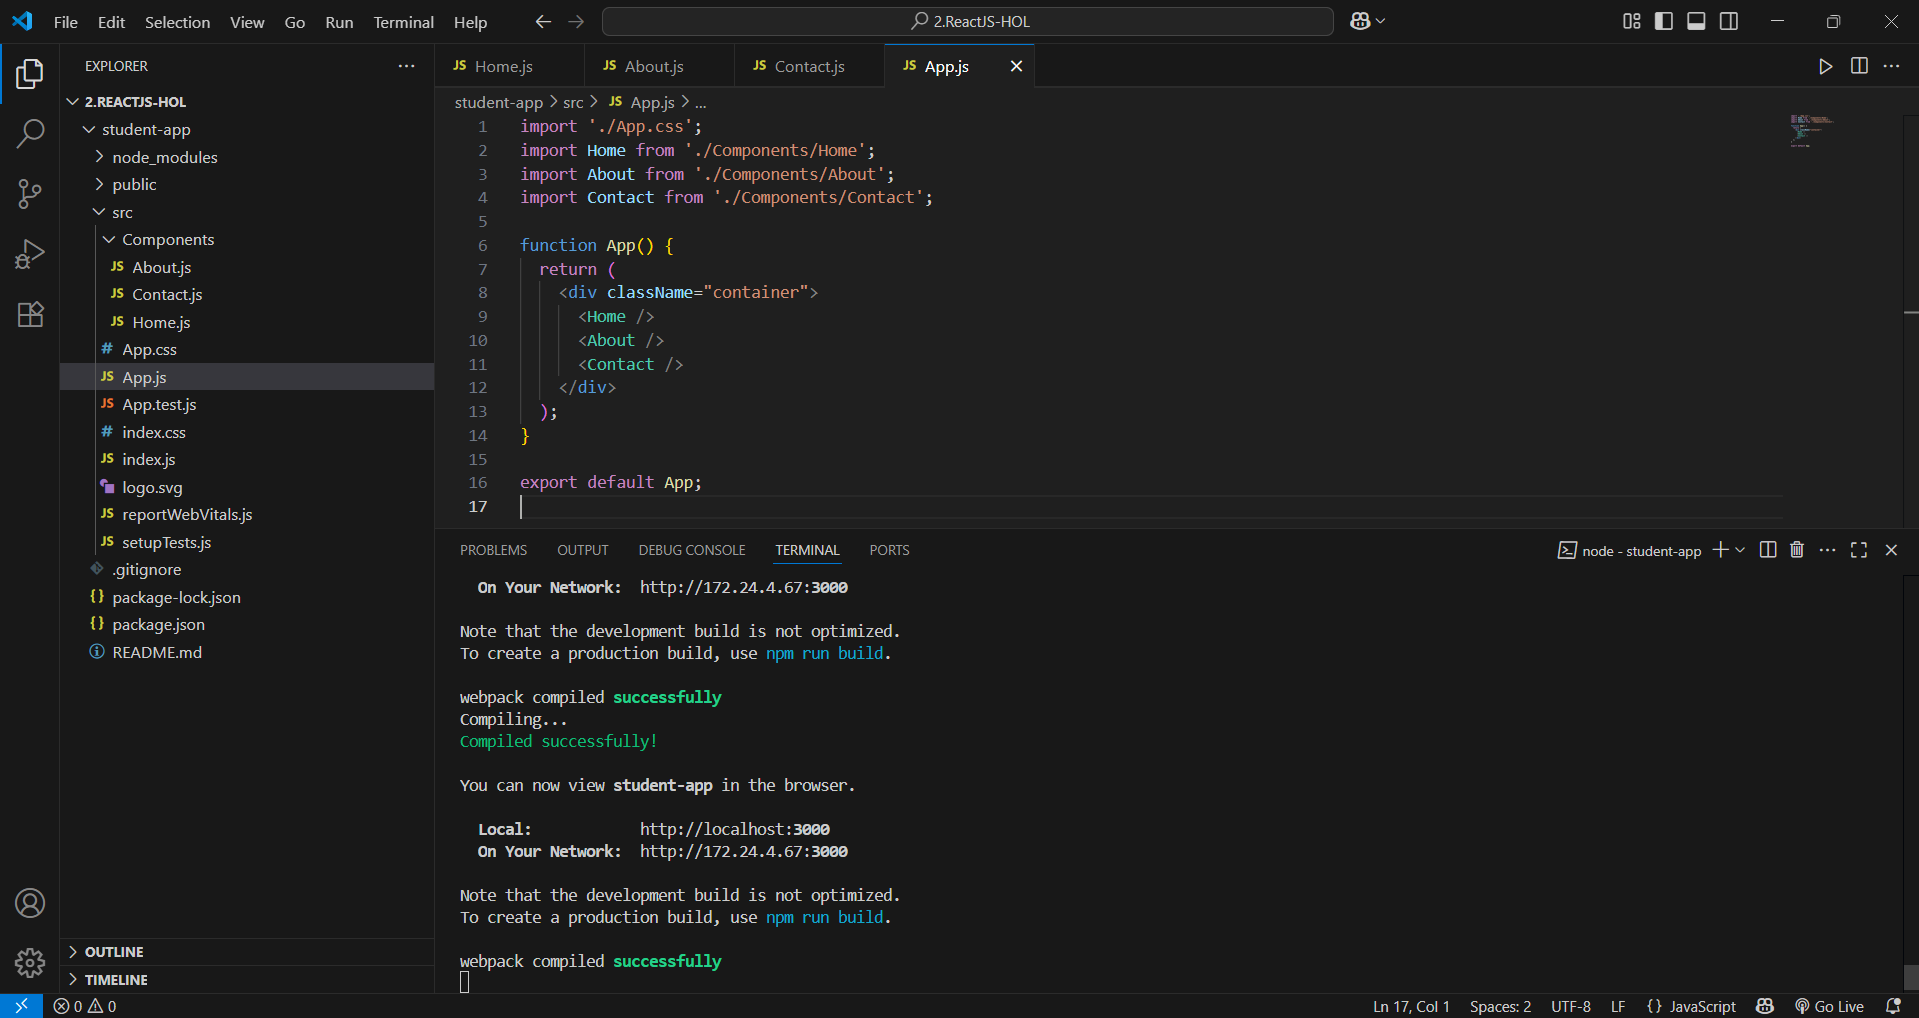 File Edit Selection View Go Run Terminal Help
2.ReactJS-HOL
EXPLORER
2.REACTJS-HOL
student-app
node_modules
public
src
Components
JS About.js
JS Contact.js
JS Home.js
# App.css
JS App.js
JS App.test.js
# index.css
JS index.js
logo.svg
JS reportWebVitals.js
JS setupTests.js
.gitignore
{} package-lock.json
{} package.json
README.md
OUTLINE
TIMELINE
JS Home.js JS About.js JS Contact.js JS App.js
student-app > src > JS App.js > ...
1 import './App.css';
2 import Home from './Components/Home';
3 import About from './Components/About';
4 import Contact from './Components/Contact';
5
6 function App() {
7 return (
8 <div className="container">
9 <Home />
10 <About />
11 <Contact />
12 </div>
13 );
14 }
15
16 export default App;
17
PROBLEMS OUTPUT DEBUG CONSOLE TERMINAL PORTS
node - student-app
On Your Network: http://172.24.4.67:3000
Note that the development build is not optimized.
To create a production build, use npm run build.
webpack compiled successfully
Compiling...
Compiled successfully!
You can now view student-app in the browser.
Local: http://localhost:3000
On Your Network: http://172.24.4.67:3000
Note that the development build is not optimized.
To create a production build, use npm run build.
webpack compiled successfully
0 0
Ln 17, Col 1 Spaces: 2 UTF-8 LF {} JavaScript Go Live